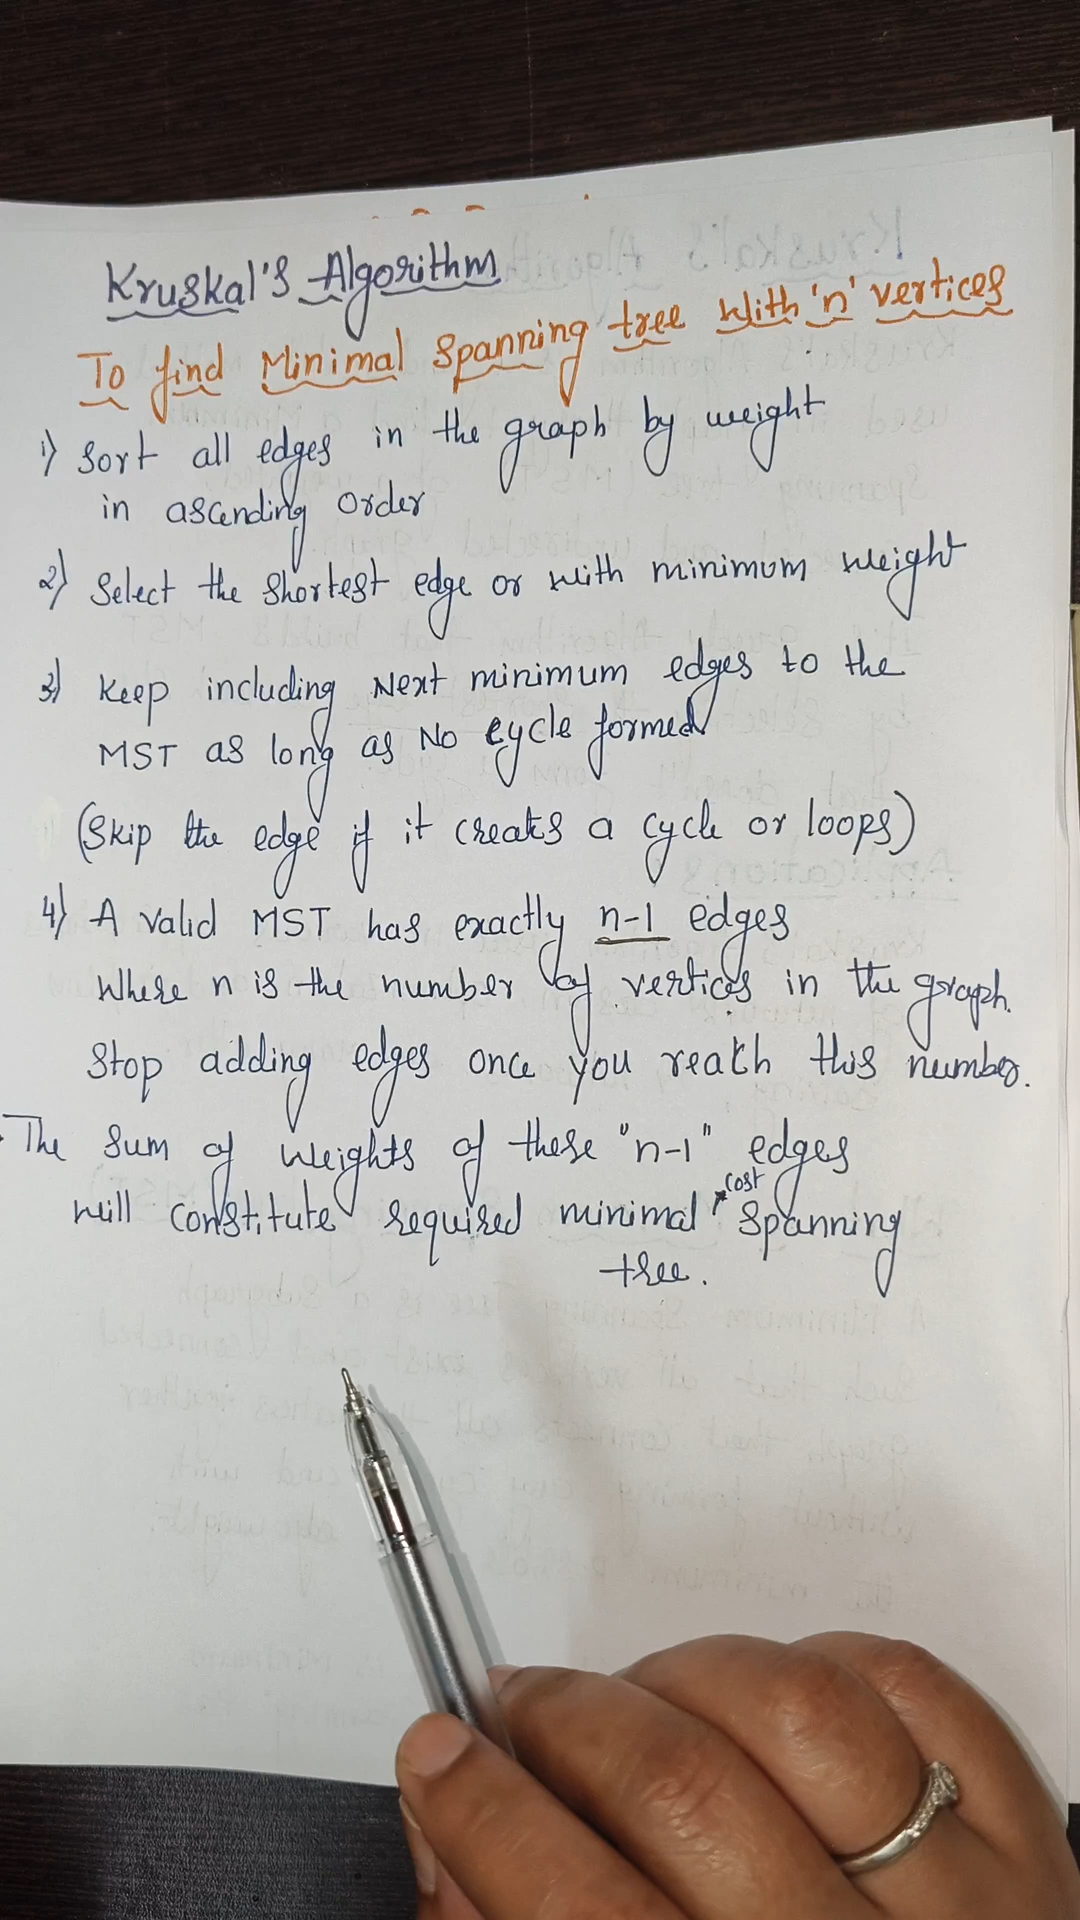 Kruskal's Algorithm
To find Minimal Spanning tree With 'n' vertices
1) Sort all edges in the graph by weight
in ascending order
2) Select the shortest edge or with minimum weight
3) Keep including Next minimum edges to the
MST as long as No cycle formed
(Skip the edge if it creats a cycle or loops)
4) A valid MST has exactly n-1 edges
Where n is the number of vertices in the graph.
Stop adding edges once you reach this number.
The Sum of weights of these "n-1" edges
will constitute required minimal cost Spanning
tree.